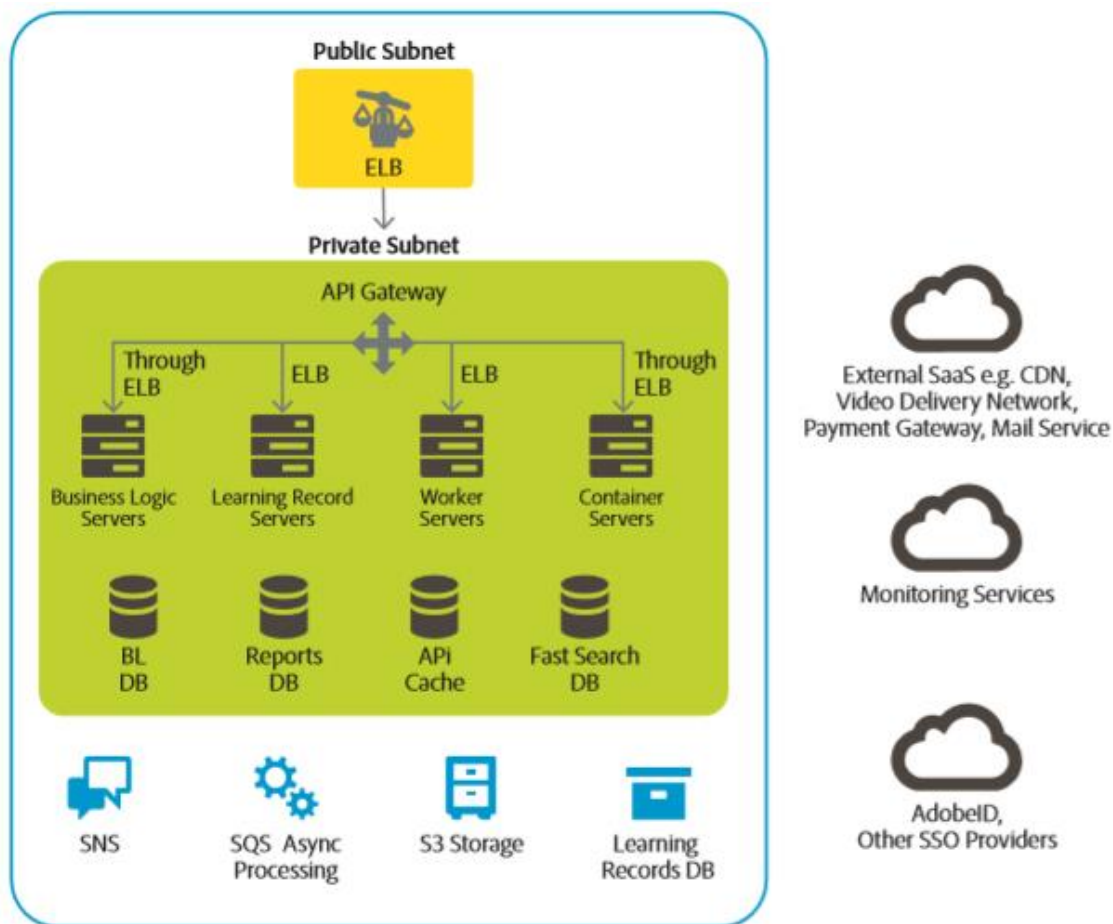 Public Subnet
ELB
Private Subnet
API Gateway
Through
ELB
ELB
ELB
Through
ELB
Business Logic
Servers
Learning Record
Servers
Worker
Servers
Container
Servers
BL
DB
Reports
DB
APi
Cache
Fast Search
DB
SNS
SQS Async
Processing
S3 Storage
Learning
Records DB
External SaaS e.g. CDN,
Video Delivery Network,
Payment Gateway, Mail Service
Monitoring Services
AdobeID,
Other SSO Providers